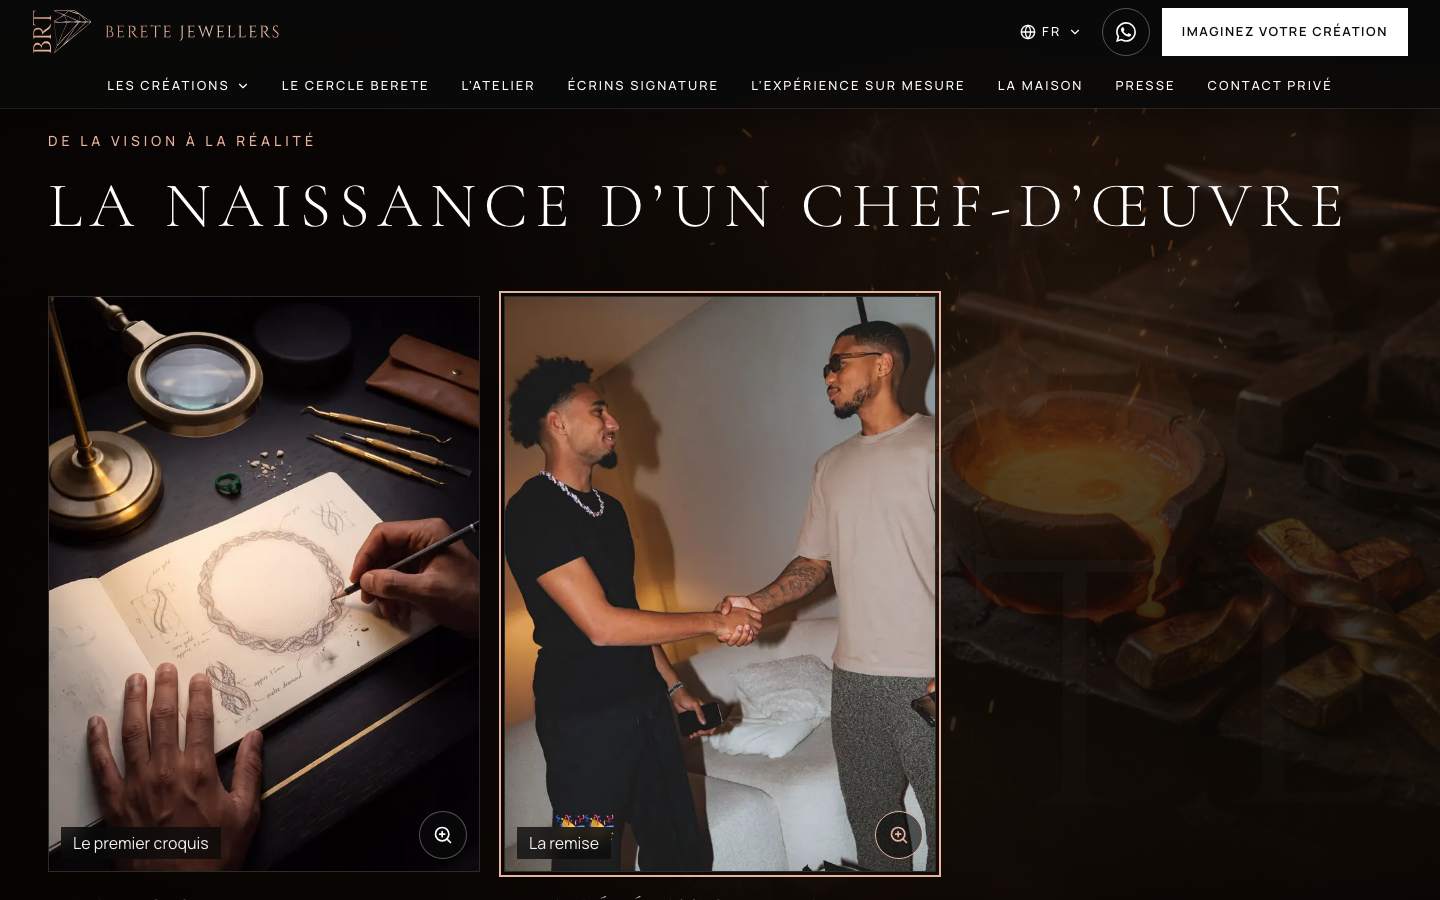 BRT
BERETE JEWELLERS
FR
IMAGINEZ VOTRE CRÉATION
LES CRÉATIONS
LE CERCLE BERETE
L'ATELIER
ÉCRINS SIGNATURE
L'EXPÉRIENCE SUR MESURE
LA MAISON
PRESSE
CONTACT PRIVÉ
DE LA VISION À LA RÉALITÉ
LA NAISSANCE D’UN CHEF-D’ŒUVRE
Le premier croquis
La remise